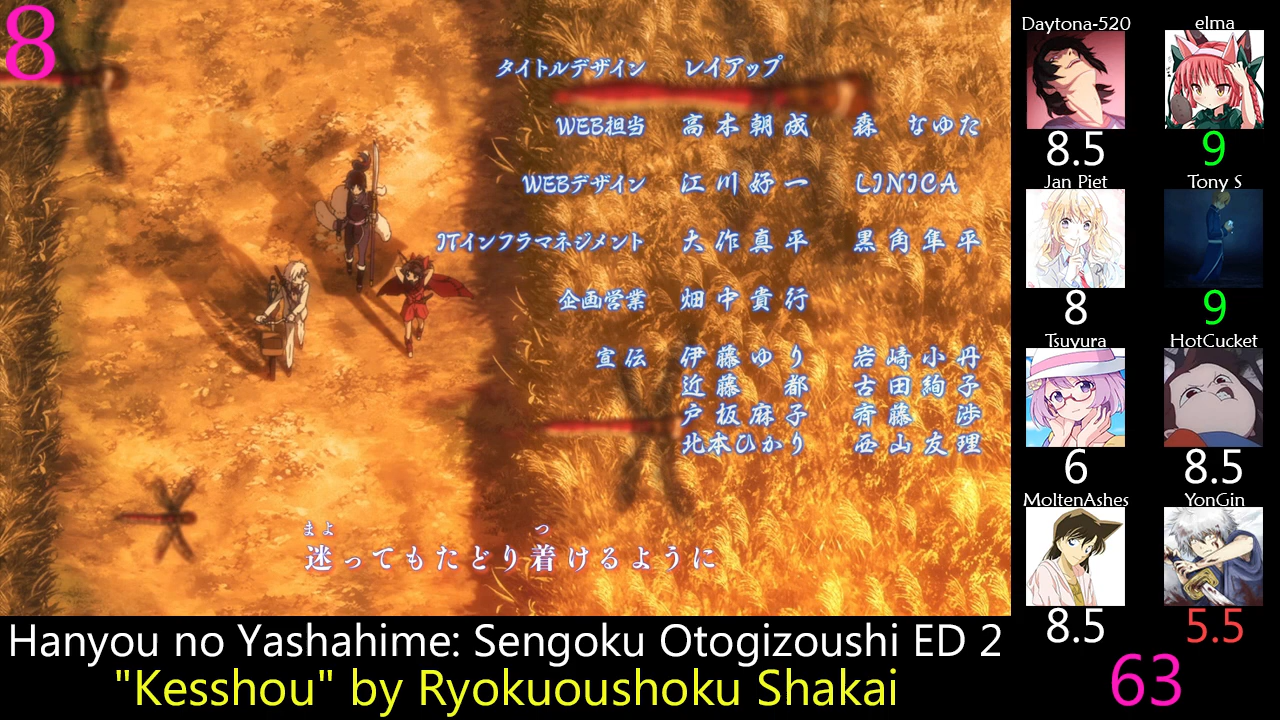 8
タイトルデザイン レイアップ
WEB担当 高木朝成 森 なゆた
WEBデザイン 江川妤一 LINICA
ITインフラマネジメント 大作真平 黒角隼平
企画営業 畑中貴行
宣伝 伊藤ゆり 岩崎小丹
近藤 都 古田絢子
戸板麻子 斉藤 渉
北本ひかり 西山友理
まよ つ
迷ってもたどり着けるように
Hanyou no Yashahime: Sengoku Otogizoushi ED 2
"Kesshou" by Ryokuoushoku Shakai
Daytona-520 elma
8.5 9
Jan Piet Tony S
8 9
Tsuyura HotCucket
6 8.5
MoltenAshes YonGin
8.5 5.5
63